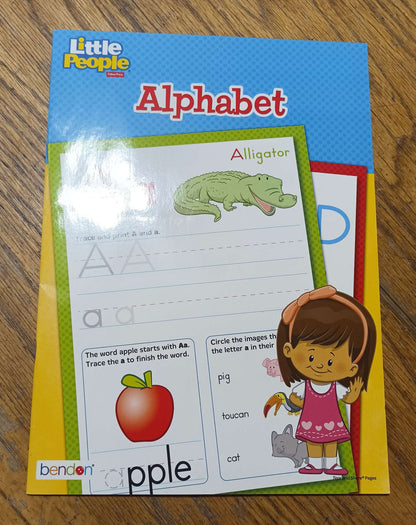 Little
People
Fisher-Price
Alphabet
Alligator
Trace and print A and a.
A A
a a
D
The word apple starts with Aa.
Trace the a to finish the word.
apple
Circle the images th
the letter a in their
pig
toucan
cat
bendon®